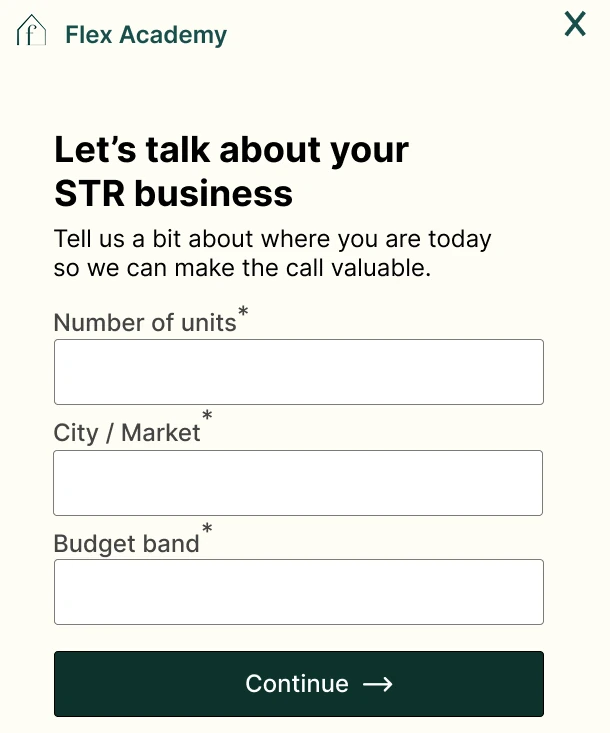 f
Flex Academy
X
Let's talk about your
STR business
Tell us a bit about where you are today
so we can make the call valuable.
Number of units*
City / Market*
Budget band*
Continue →